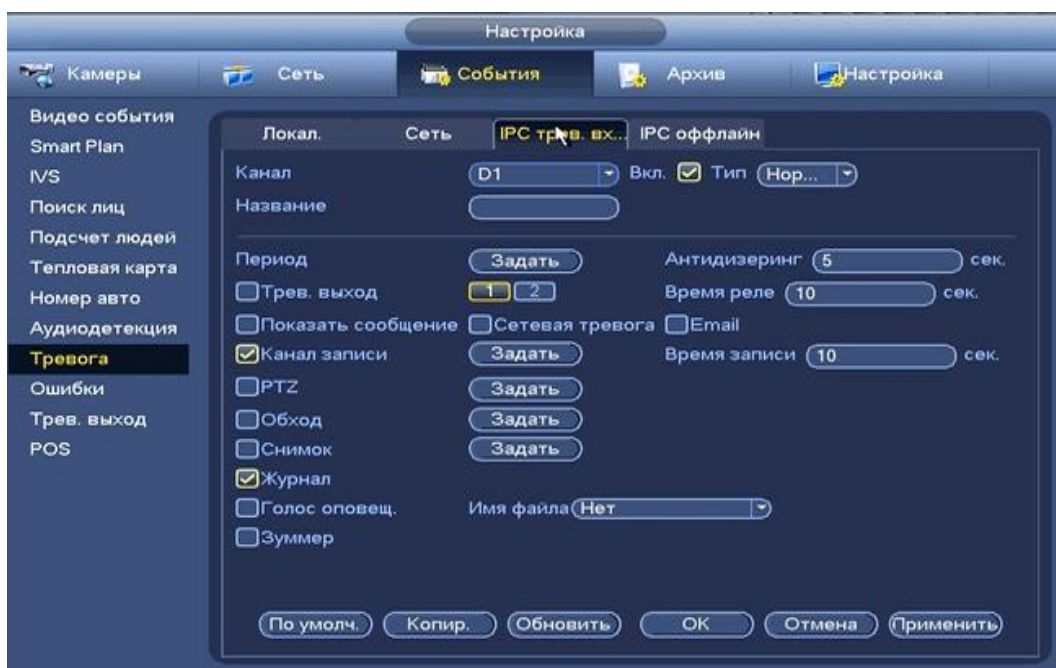 Настройка
Камеры Сеть События Архив Настройка
Видео события
Smart Plan
IVS
Поиск лиц
Подсчет людей
Тепловая карта
Номер авто
Аудиодетекция
Тревога
Ошибки
Трев. выход
POS
Локал. Сеть IPC трев. вх... IPC оффлайн
Канал D1 Вкл. Тип Нор...
Название
Период Задать Антидизеринг 5 сек.
Трев. выход 1 2 Время реле 10 сек.
Показать сообщение Сетевая тревога Email
Канал записи Задать Время записи 10 сек.
PTZ Задать
Обход Задать
Снимок Задать
Журнал
Голос оповещ. Имя файла Нет
Зуммер
По умолч. Копир. Обновить OK Отмена Применить